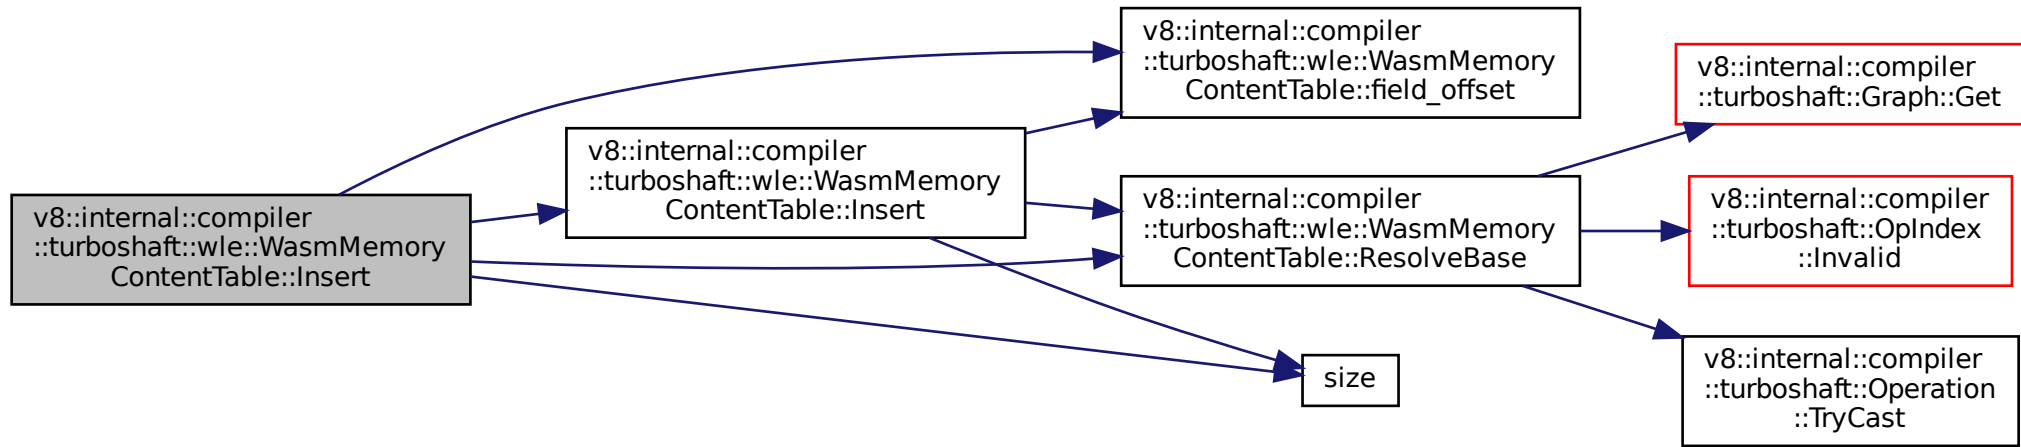 v8::internal::compiler
::turboshaft::wle::WasmMemory
ContentTable::Insert
v8::internal::compiler
::turboshaft::wle::WasmMemory
ContentTable::Insert
v8::internal::compiler
::turboshaft::wle::WasmMemory
ContentTable::field_offset
v8::internal::compiler
::turboshaft::wle::WasmMemory
ContentTable::ResolveBase
size
v8::internal::compiler
::turboshaft::Graph::Get
v8::internal::compiler
::turboshaft::OpIndex
::Invalid
v8::internal::compiler
::turboshaft::Operation
::TryCast